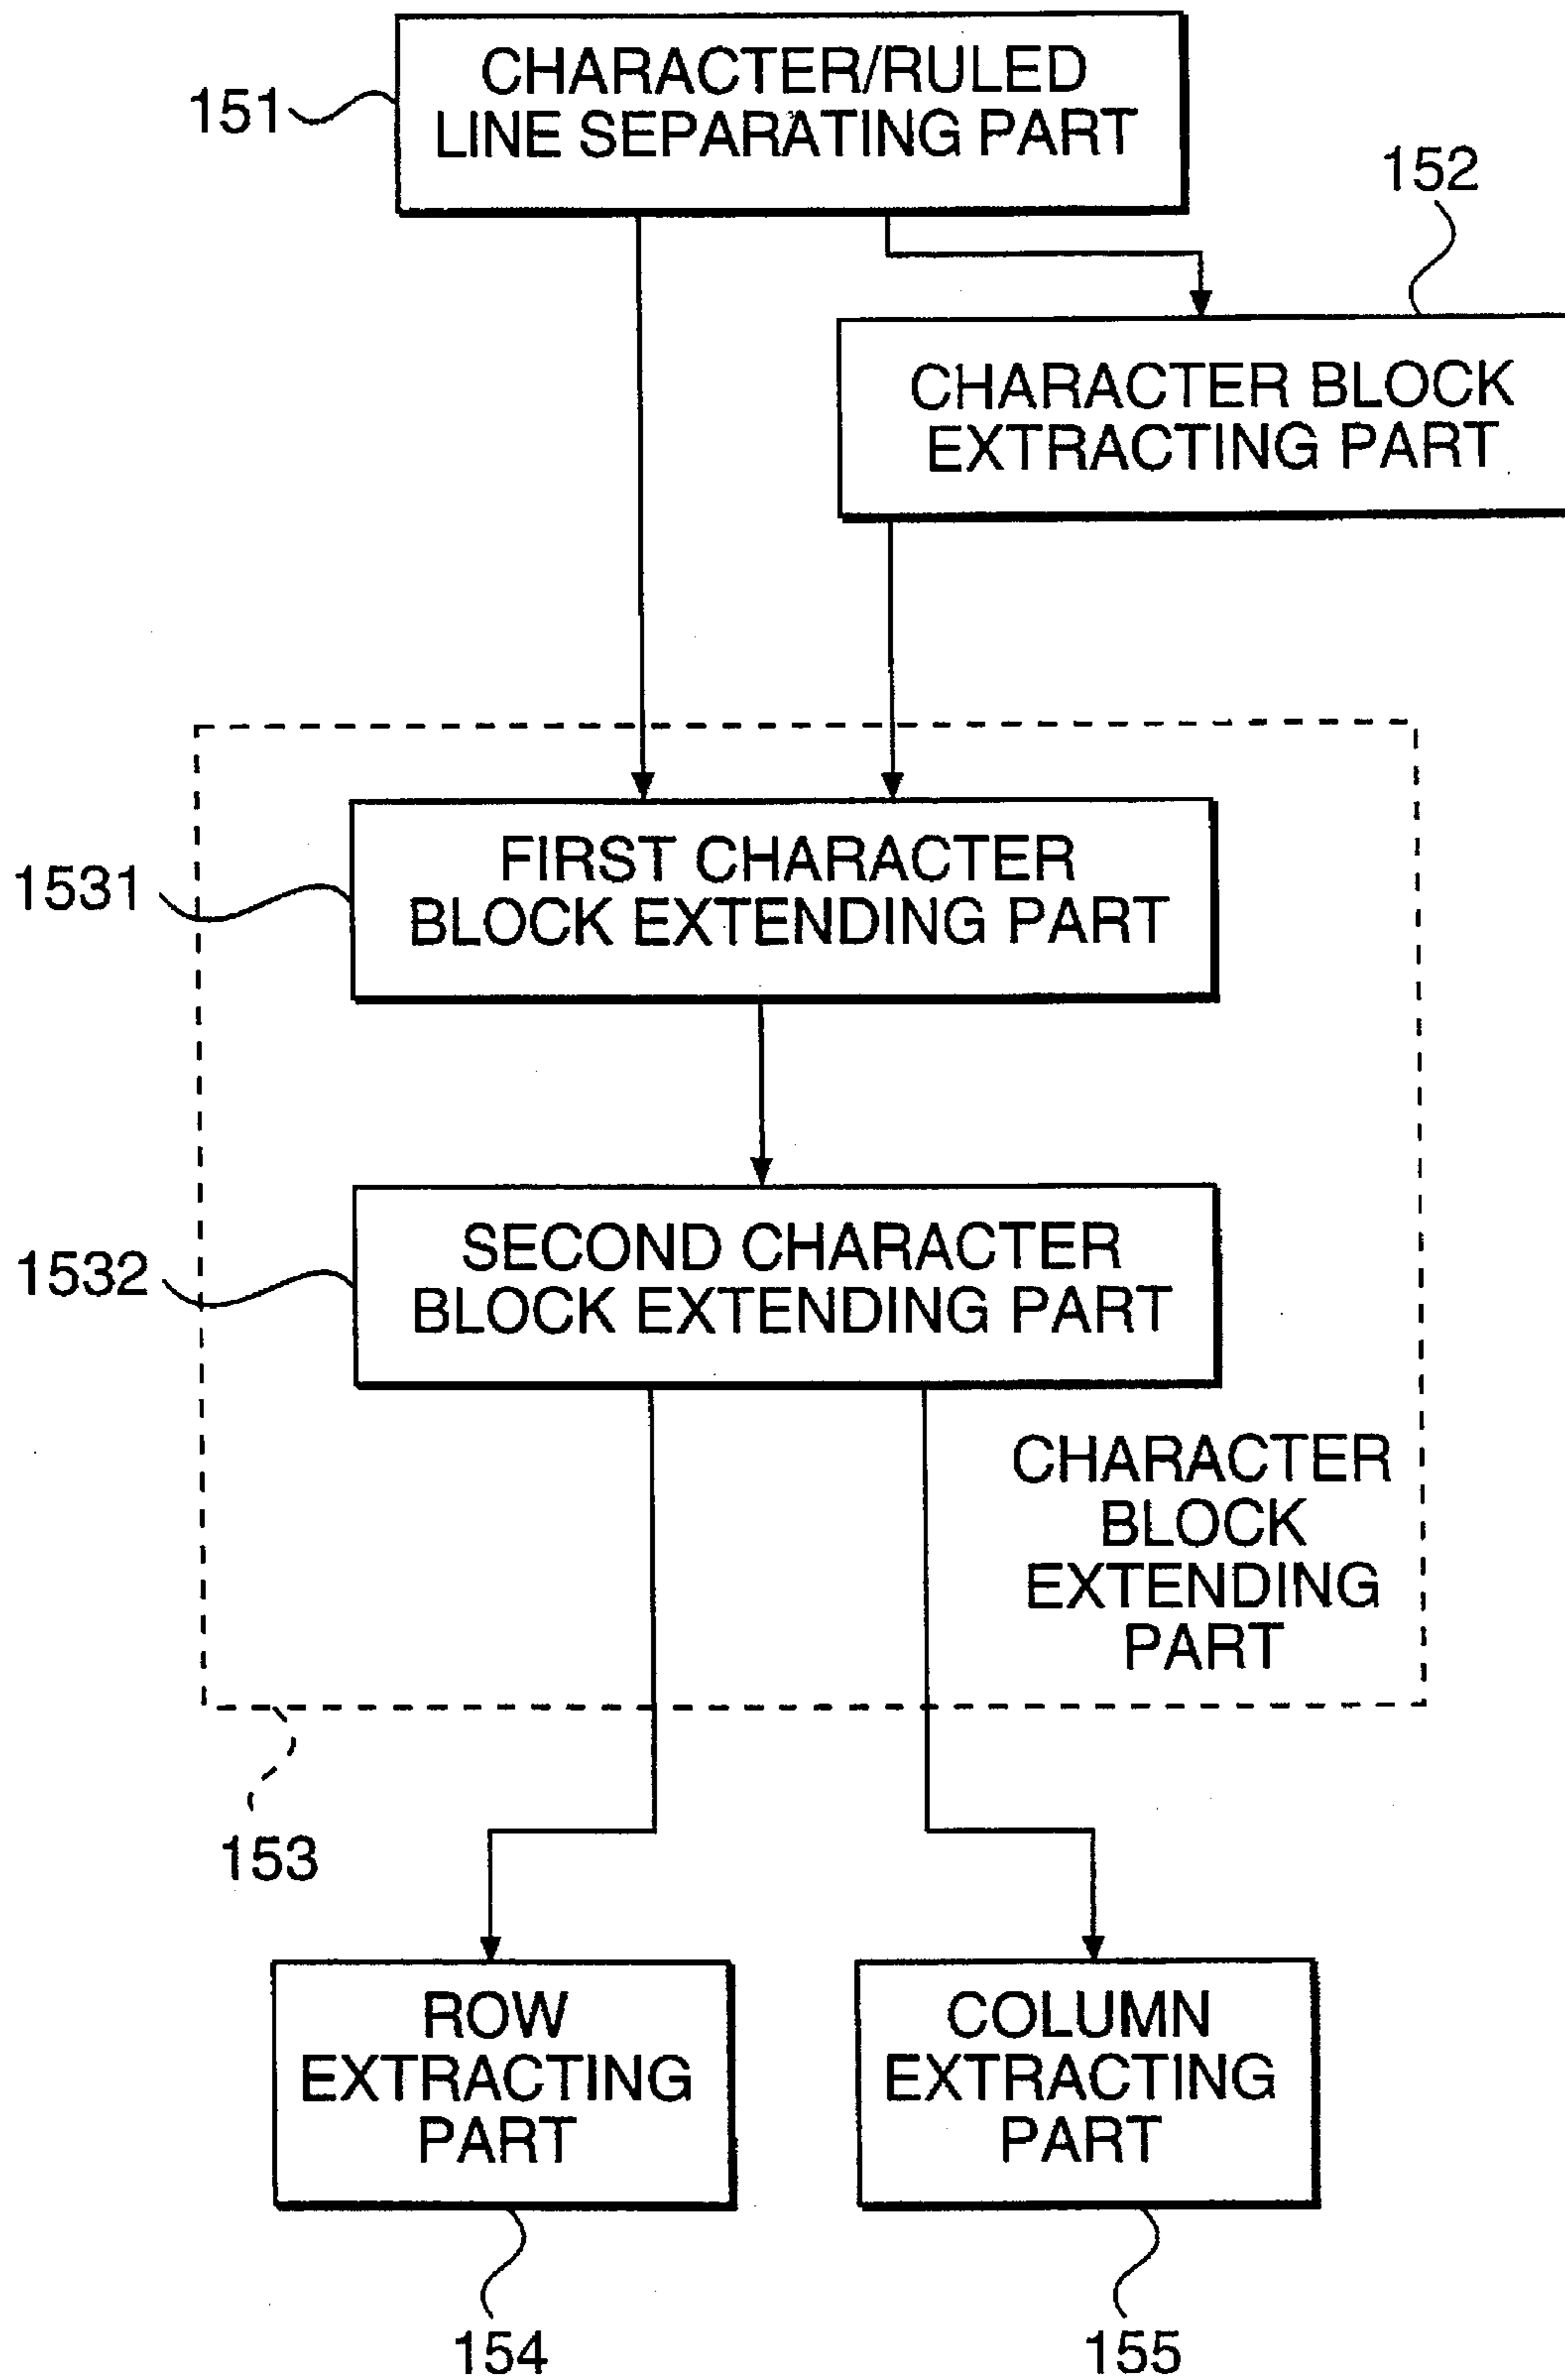 CHARACTER/RULED
LINE SEPARATING PART
151
152
CHARACTER BLOCK
EXTRACTING PART
FIRST CHARACTER
BLOCK EXTENDING PART
1531
SECOND CHARACTER
BLOCK EXTENDING PART
1532
CHARACTER
BLOCK
EXTENDING
PART
153
ROW
EXTRACTING
PART
COLUMN
EXTRACTING
PART
154
155